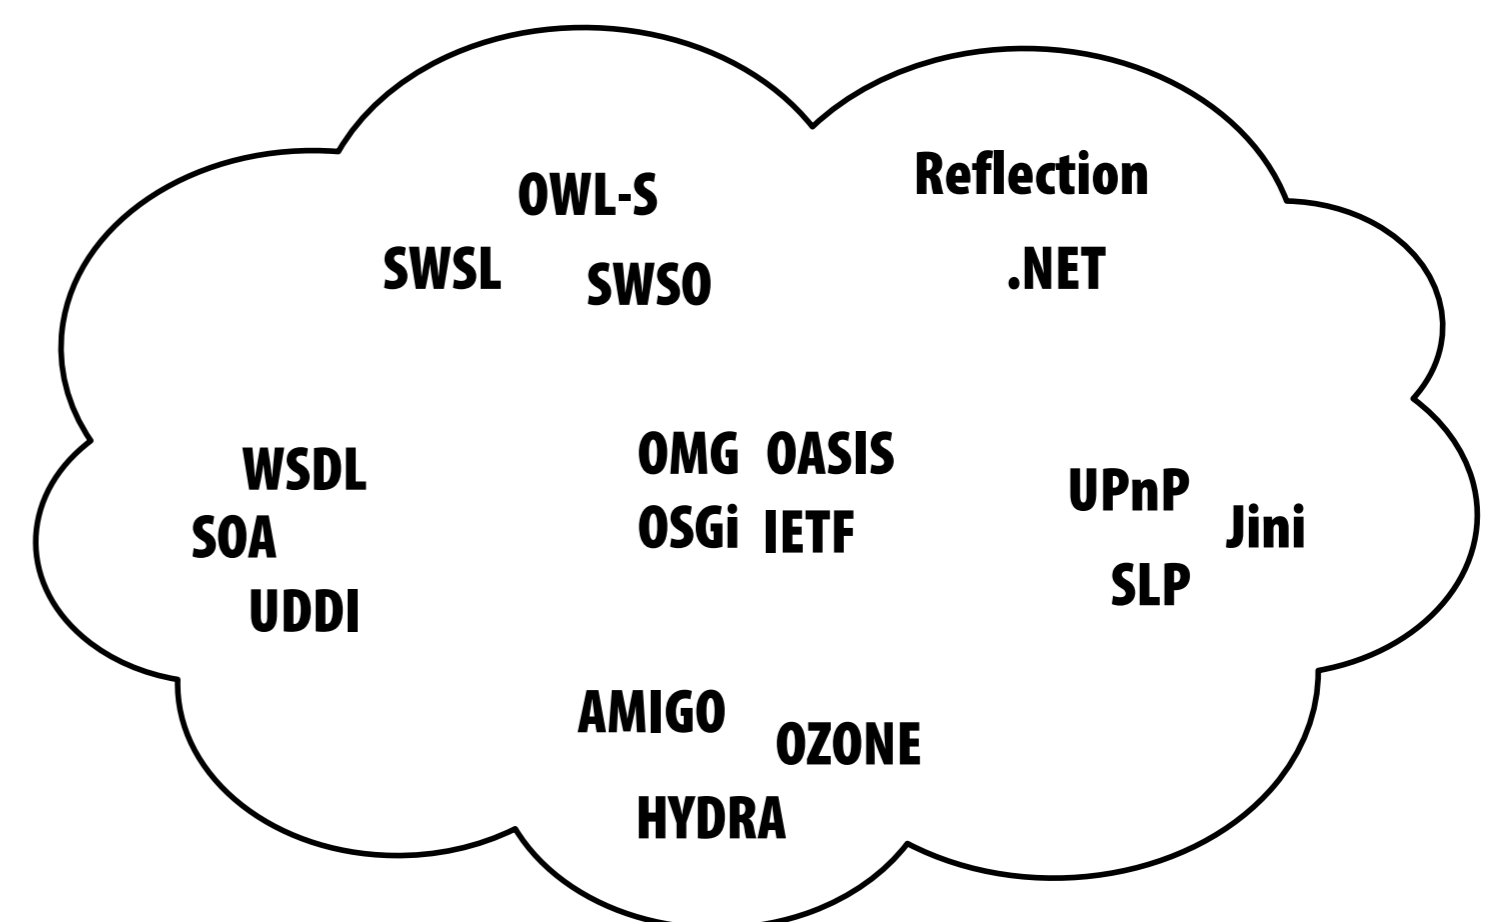 OWL-S
SWSL
SWSO
Reflection
.NET
WSDL
SOA
UDDI
OMG OASIS
OSGi IETF
UPnP
Jini
SLP
AMIGO
OZONE
HYDRA